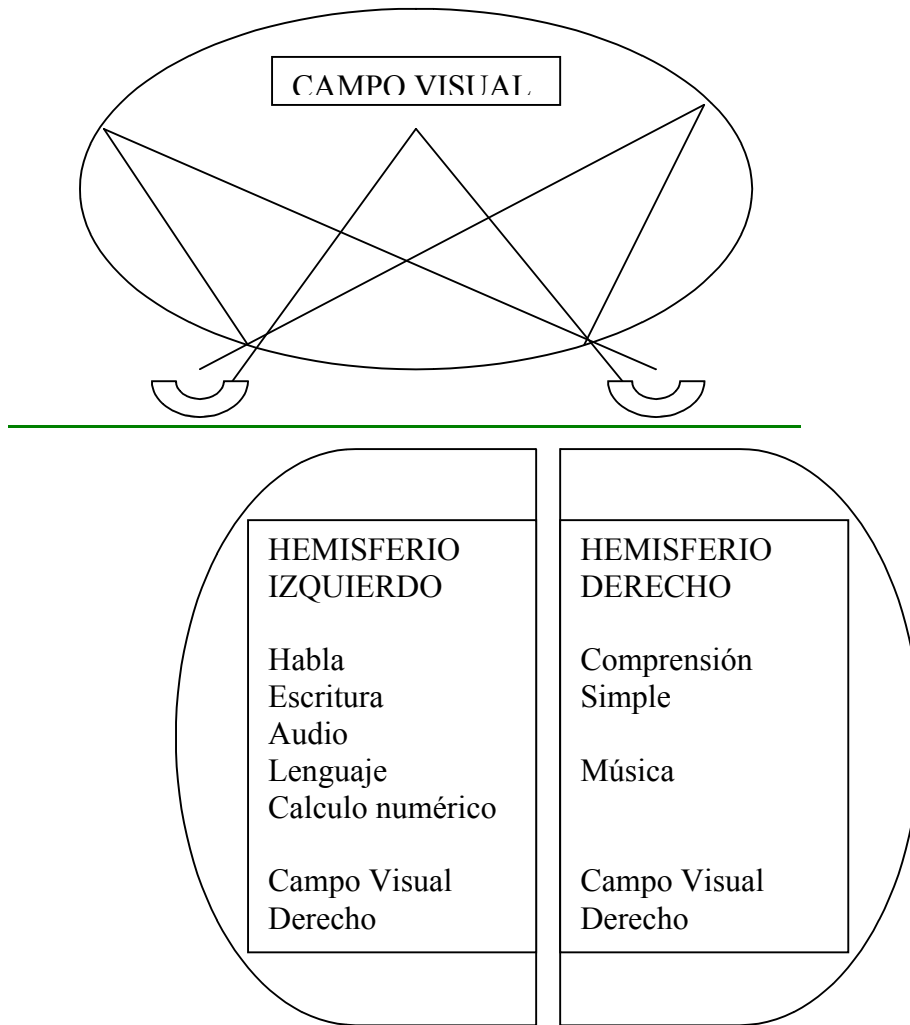 CAMPO VISUAL
HEMISFERIO
IZQUIERDO
Habla
Escritura
Audio
Lenguaje
Calculo numérico
Campo Visual
Derecho
HEMISFERIO
DERECHO
Comprensión
Simple
Música
Campo Visual
Derecho